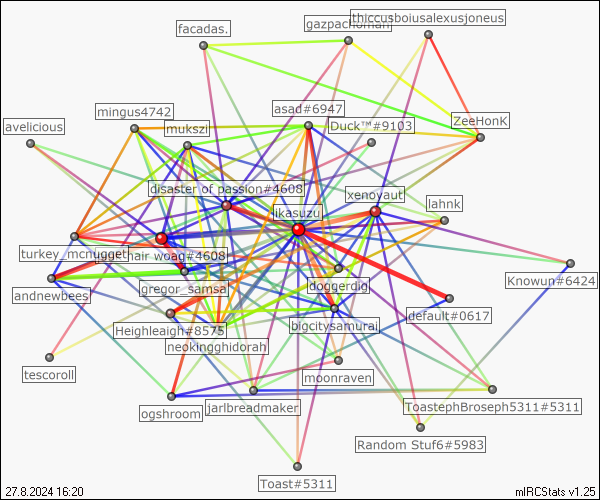 thiccusboiusalexusjoneus
gazpachoman
facadas.
mingus4742
asad#6947
ZeeHonK
avelicious
mukszi
Duck™#9103
disaster of passion#4608
xenoyaut
lahnk
ikasuzu
turkey_mcnugget
hair woag#4608
Knowun#6424
andnewbees
gregor_samsa
doggerdig
default#0617
Heighleaigh#8575
bigcitysamurai
neokingghidorah
tescoroll
moonraven
ogshroom
jarlbreadmaker
ToastephBroseph5311#5311
Random Stuf6#5983
Toast#5311
27.8.2024 16:20
mIRCStats v1.25